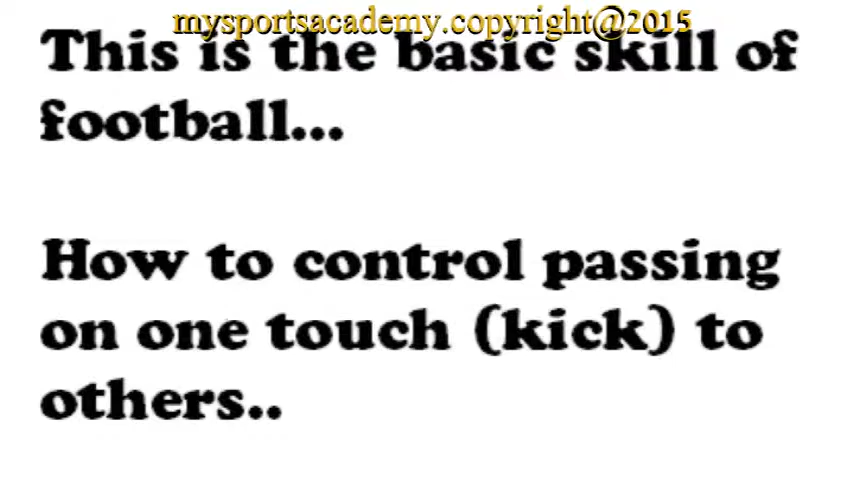 mysportsacademy.copyright@2015
This is the basic skill of
football...
How to control passing
on one touch (kick) to
others..